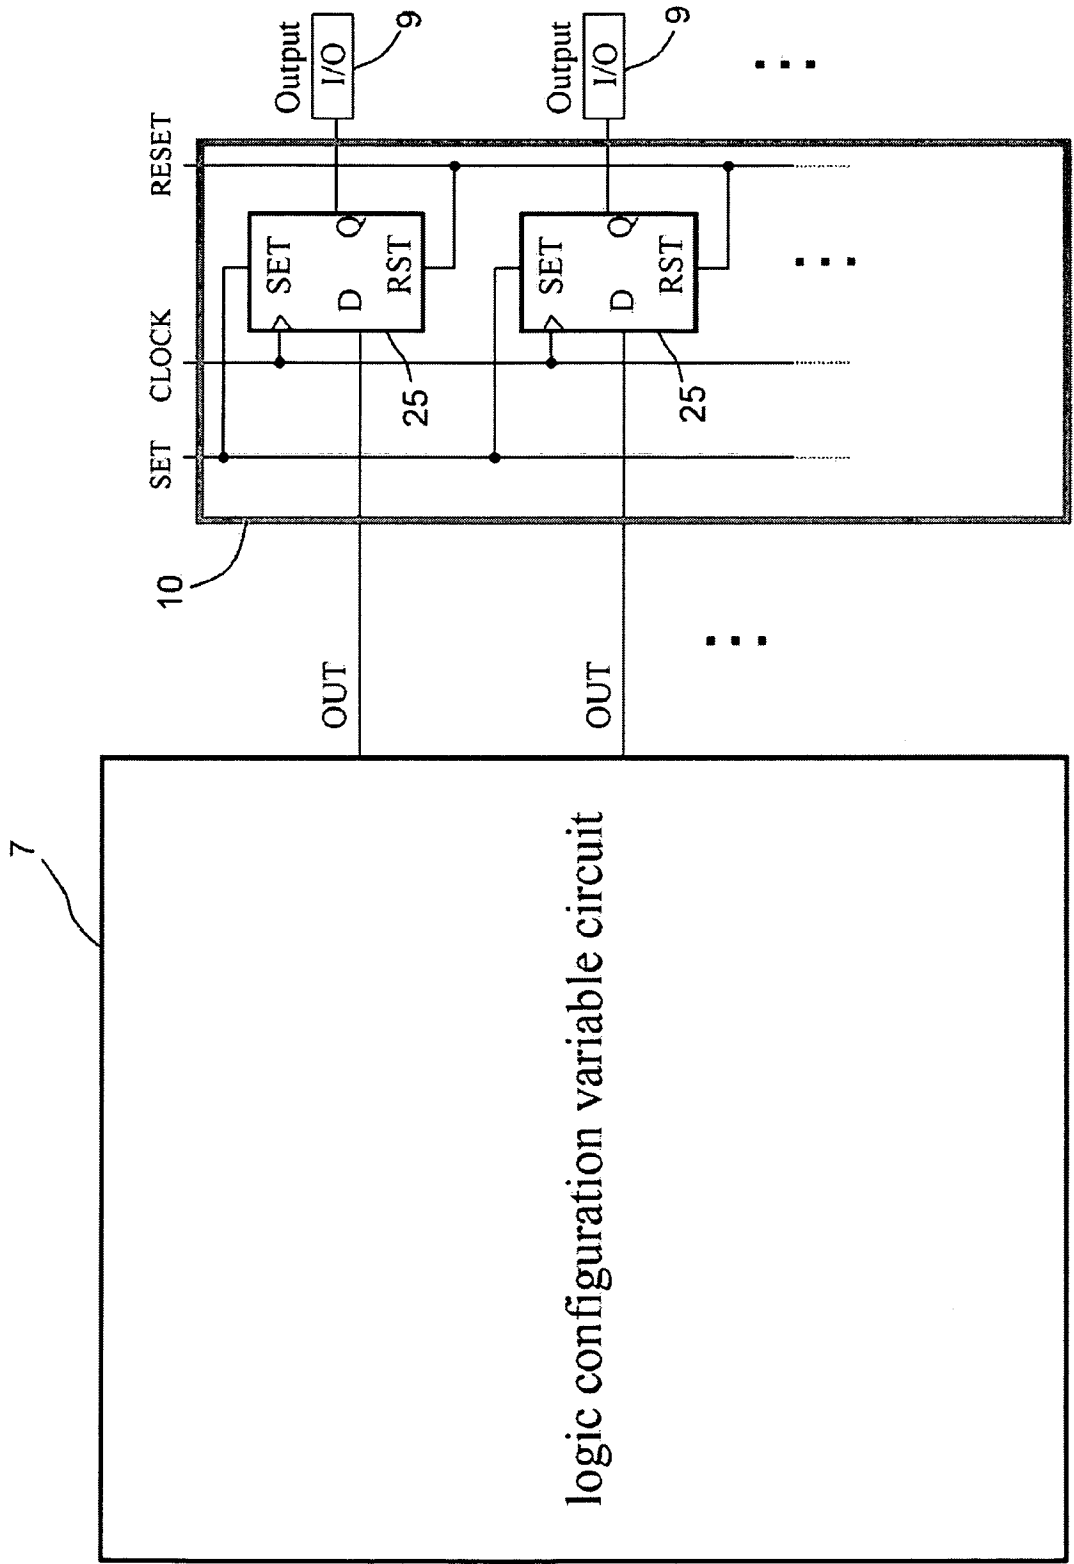 7
logic configuration variable circuit
OUT
OUT
10
SET
CLOCK
RESET
SET
D
Q
RST
25
SET
D
Q
RST
25
Output
I/O
9
Output
I/O
9